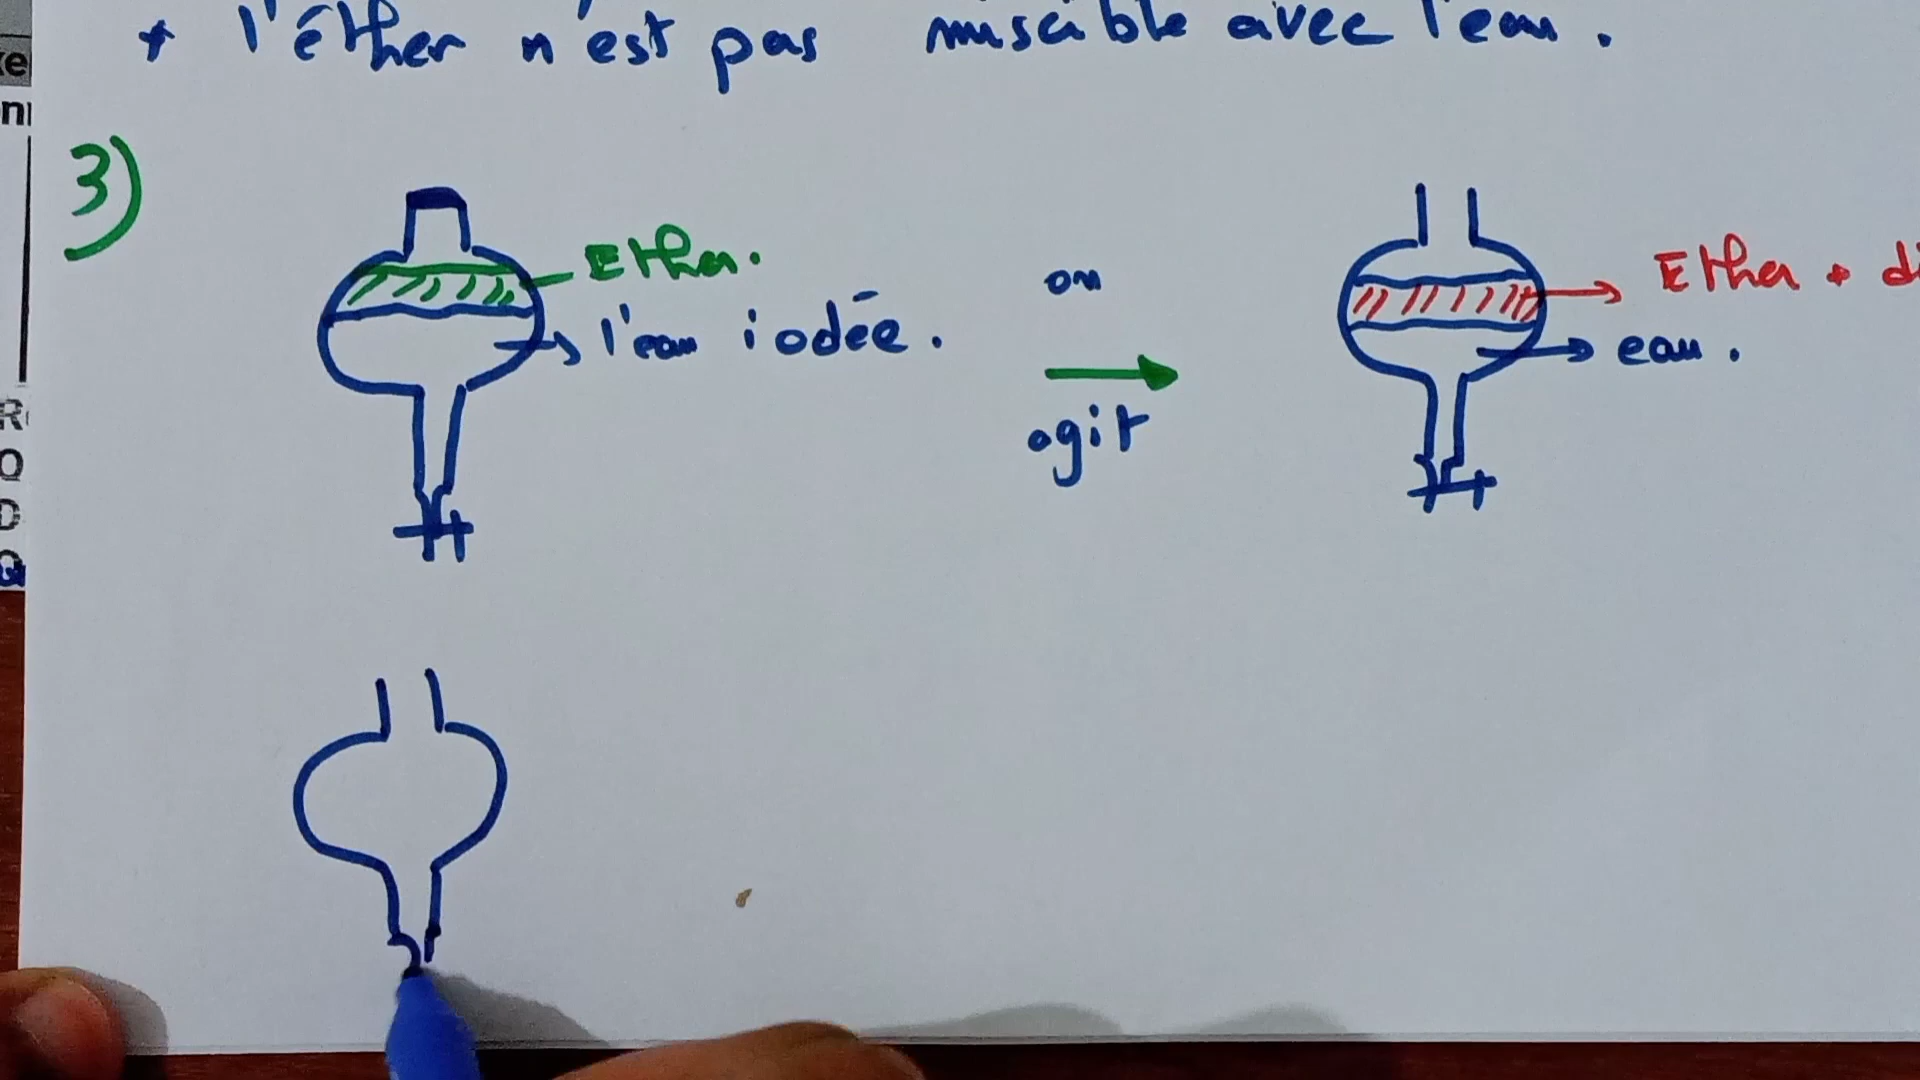 * l'éther n'est pas miscible avec l'eau.
3)
Ether.
l'eau iodée.
on
agit
Ether + di
eau.
R
Q
D
Q